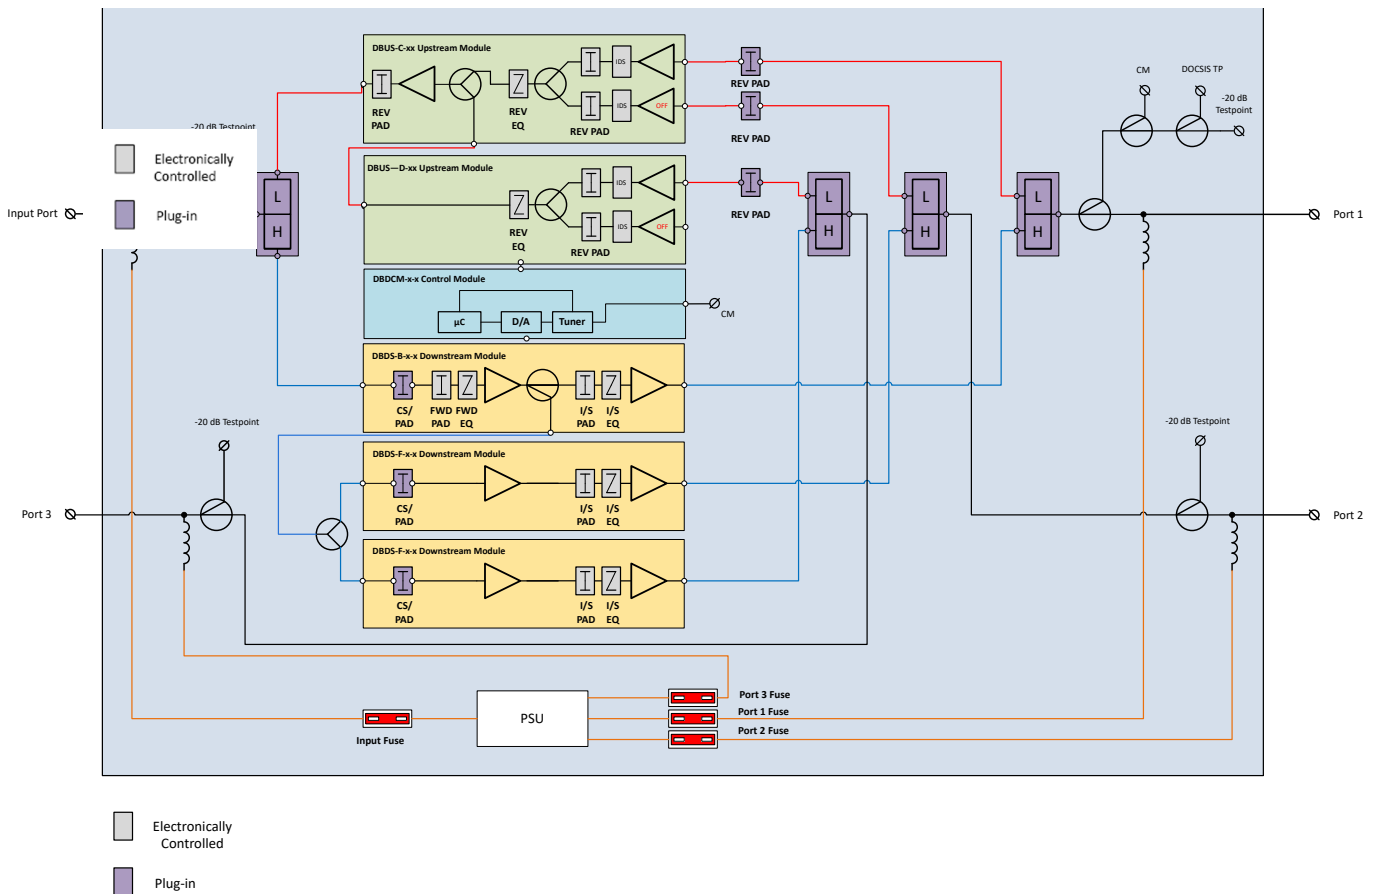 DBUS-C-xx Upstream Module
IDS
REV PAD
CM
DOCSIS TP
-20 dB
Testpoint
REV
PAD
REV
EQ
REV PAD
IDS
OFF
REV PAD
-20 dB Testpoint
Electronically
Controlled
Plug-in
Input Port
L
H
DBUS—D-xx Upstream Module
IDS
REV
EQ
REV PAD
IDS
OFF
REV PAD
L
H
L
H
L
H
Port 1
DBDCM-x-x Control Module
µC
D/A
Tuner
CM
DBDS-B-x-x Downstream Module
CS/
PAD
FWD
PAD
FWD
EQ
I/S
PAD
I/S
EQ
-20 dB Testpoint
-20 dB Testpoint
DBDS-F-x-x Downstream Module
CS/
PAD
I/S
PAD
I/S
EQ
Port 3
Port 2
DBDS-F-x-x Downstream Module
CS/
PAD
I/S
PAD
I/S
EQ
PSU
Port 3 Fuse
Port 1 Fuse
Port 2 Fuse
Input Fuse
Electronically
Controlled
Plug-in